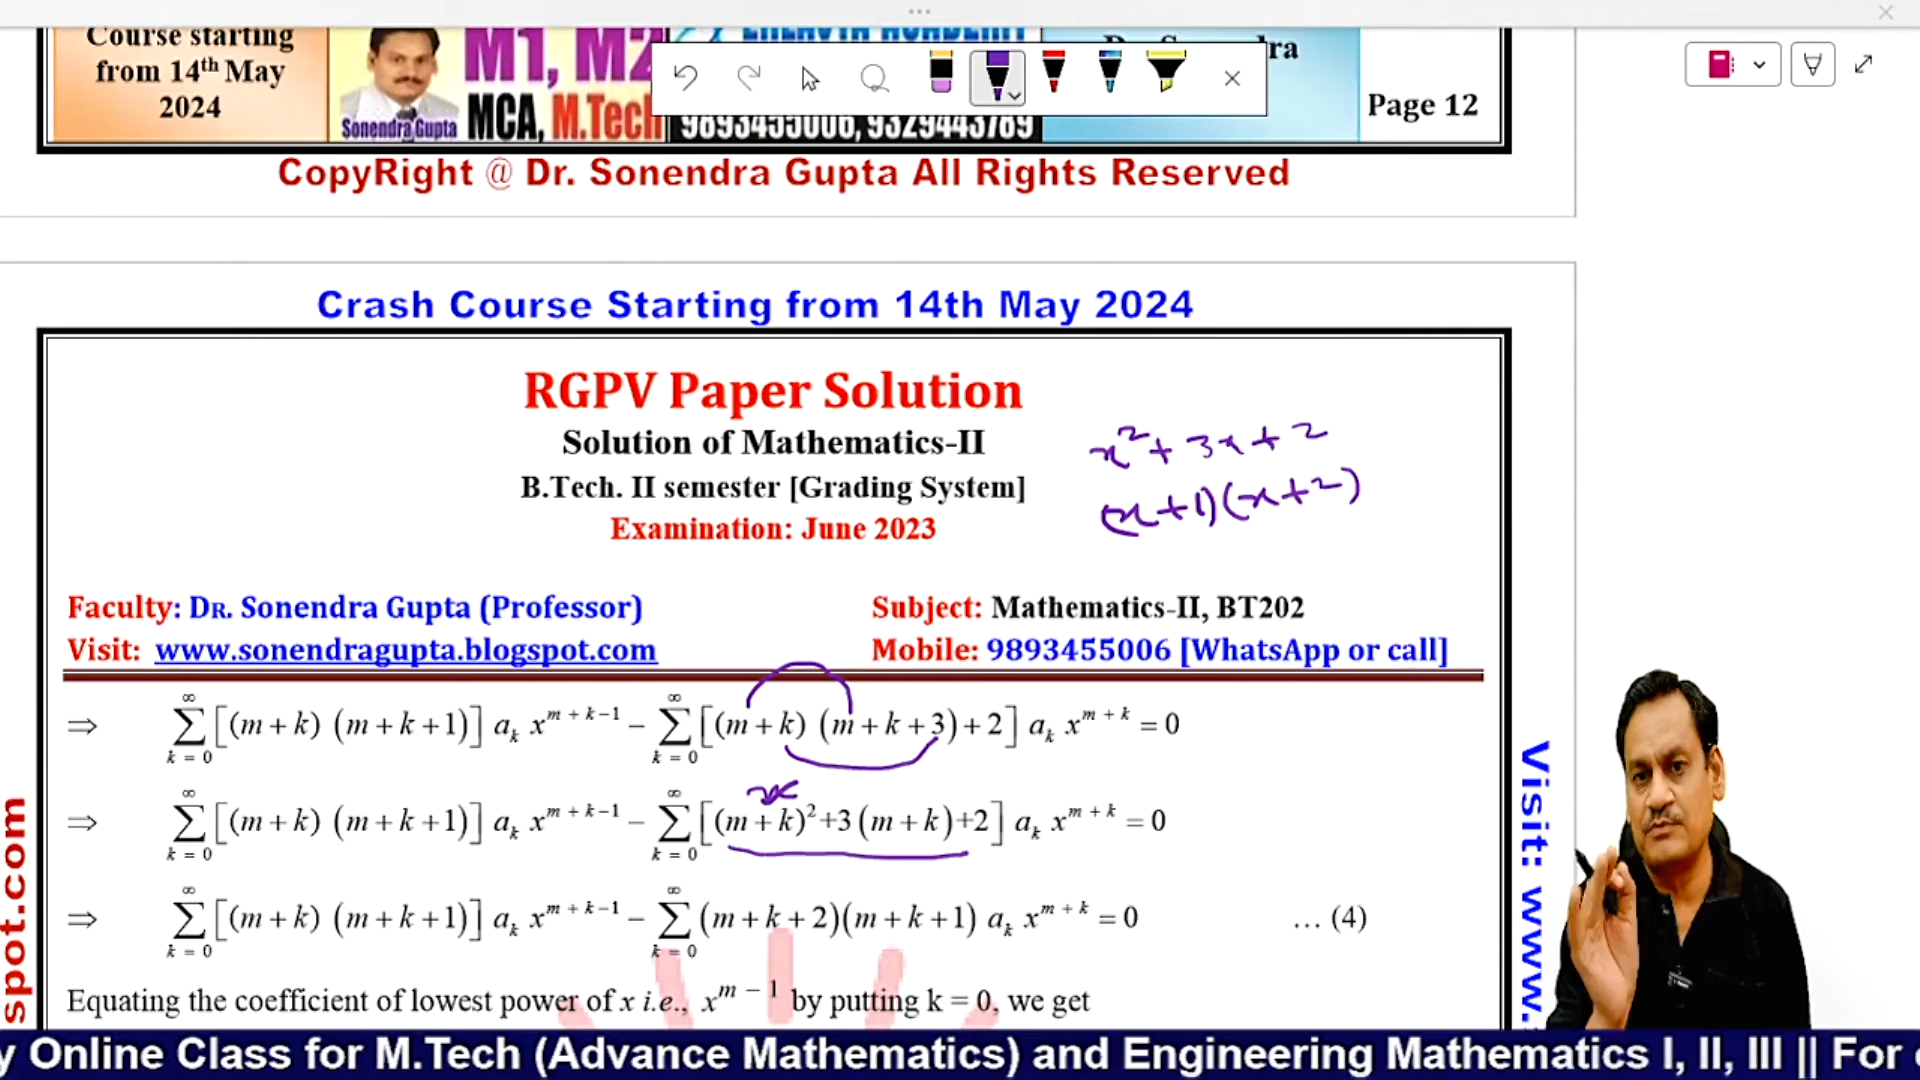 Course starting
from 14th May
2024
Sonendra Gupta
M1, M2
MCA, M.Tech
9893455006, 9329443789
Page 12
CopyRight @ Dr. Sonendra Gupta All Rights Reserved
Crash Course Starting from 14th May 2024
RGPV Paper Solution
Solution of Mathematics-II
B.Tech. II semester [Grading System]
Examination: June 2023
x² + 3x + 2
(x+1)(x+2)
Faculty: DR. Sonendra Gupta (Professor)
Subject: Mathematics-II, BT202
Visit: www.sonendragupta.blogspot.com
Mobile: 9893455006 [WhatsApp or call]
⇒ ∑_{k = 0}^{∞} [(m + k) (m + k + 1)] a_k x^{m + k – 1} – ∑_{k = 0}^{∞} [(m + k) (m + k + 3) + 2] a_k x^{m + k} = 0
x
⇒ ∑_{k = 0}^{∞} [(m + k) (m + k + 1)] a_k x^{m + k – 1} – ∑_{k = 0}^{∞} [(m + k)² +3 (m + k) +2] a_k x^{m + k} = 0
⇒ ∑_{k = 0}^{∞} [(m + k) (m + k + 1)] a_k x^{m + k – 1} – ∑_{k = 0}^{∞} (m + k + 2)(m + k + 1) a_k x^{m + k} = 0 … (4)
Equating the coefficient of lowest power of x i.e., x^{m – 1} by putting k = 0, we get
spot.com
Visit: www.
y Online Class for M.Tech (Advance Mathematics) and Engineering Mathematics I, II, III || For